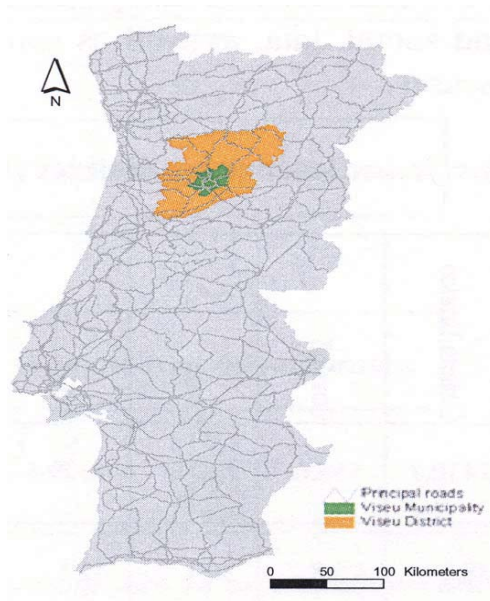 N
Principal roads
Viseu Municipality
Viseu District
0 50 100 Kilometers